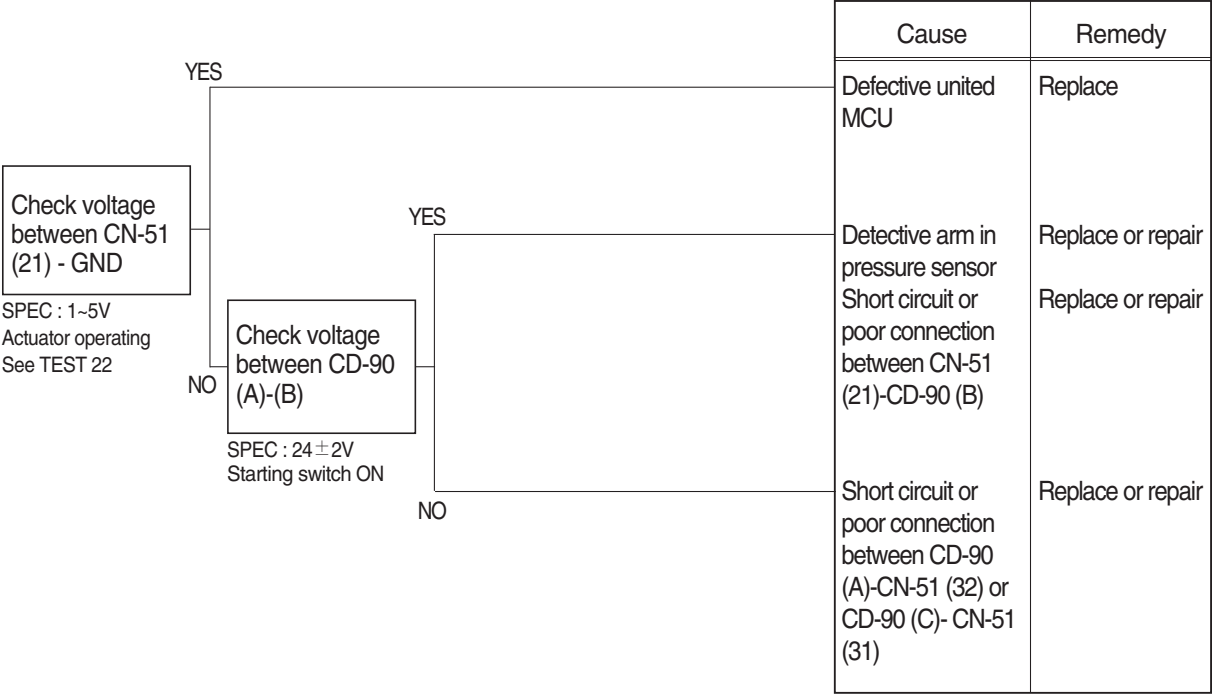 Cause
Remedy
YES
Defective united
MCU
Replace
Check voltage
between CN-51
(21) - GND
SPEC : 1~5V
Actuator operating
See TEST 22
YES
Detective arm in
pressure sensor
Replace or repair
Short circuit or
poor connection
between CN-51
(21)-CD-90 (B)
Replace or repair
NO
Check voltage
between CD-90
(A)-(B)
SPEC : 24±2V
Starting switch ON
NO
Short circuit or
poor connection
between CD-90
(A)-CN-51 (32) or
CD-90 (C)- CN-51
(31)
Replace or repair